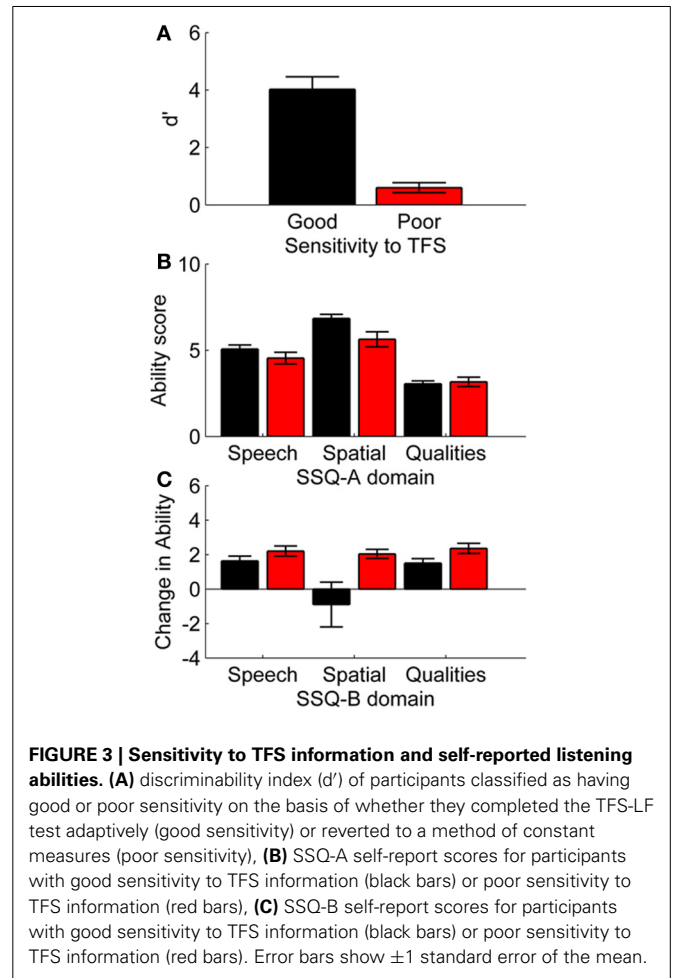 A
6
4
2
0
d'
Good Poor
Sensitivity to TFS
B
10
5
0
Ability score
Speech Spatial Qualities
SSQ-A domain
C
6
4
2
0
-2
-4
Change in Ability
Speech Spatial Qualities
SSQ-B domain
FIGURE 3 | Sensitivity to TFS information and self-reported listening
abilities. (A) discriminability index (d′) of participants classified as having
good or poor sensitivity on the basis of whether they completed the TFS-LF
test adaptively (good sensitivity) or reverted to a method of constant
measures (poor sensitivity), (B) SSQ-A self-report scores for participants
with good sensitivity to TFS information (black bars) or poor sensitivity to
TFS information (red bars), (C) SSQ-B self-report scores for participants
with good sensitivity to TFS information (black bars) or poor sensitivity to
TFS information (red bars). Error bars show ±1 standard error of the mean.